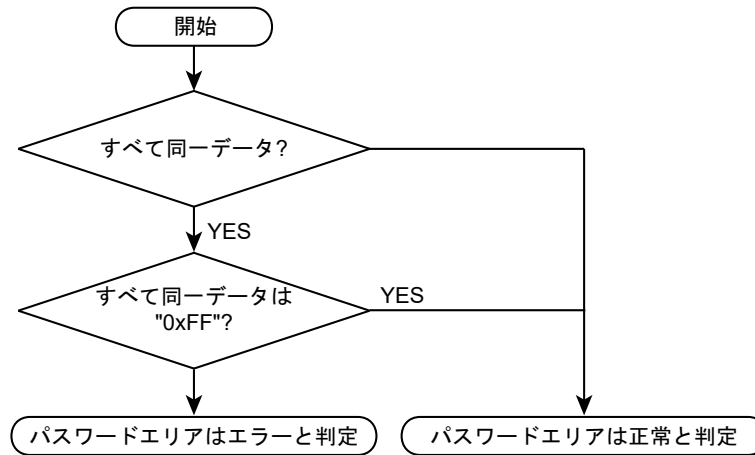 開始
すべて同一データ?
YES
すべて同一データは
"0xFF"?
YES
パスワードエリアはエラーと判定
パスワードエリアは正常と判定